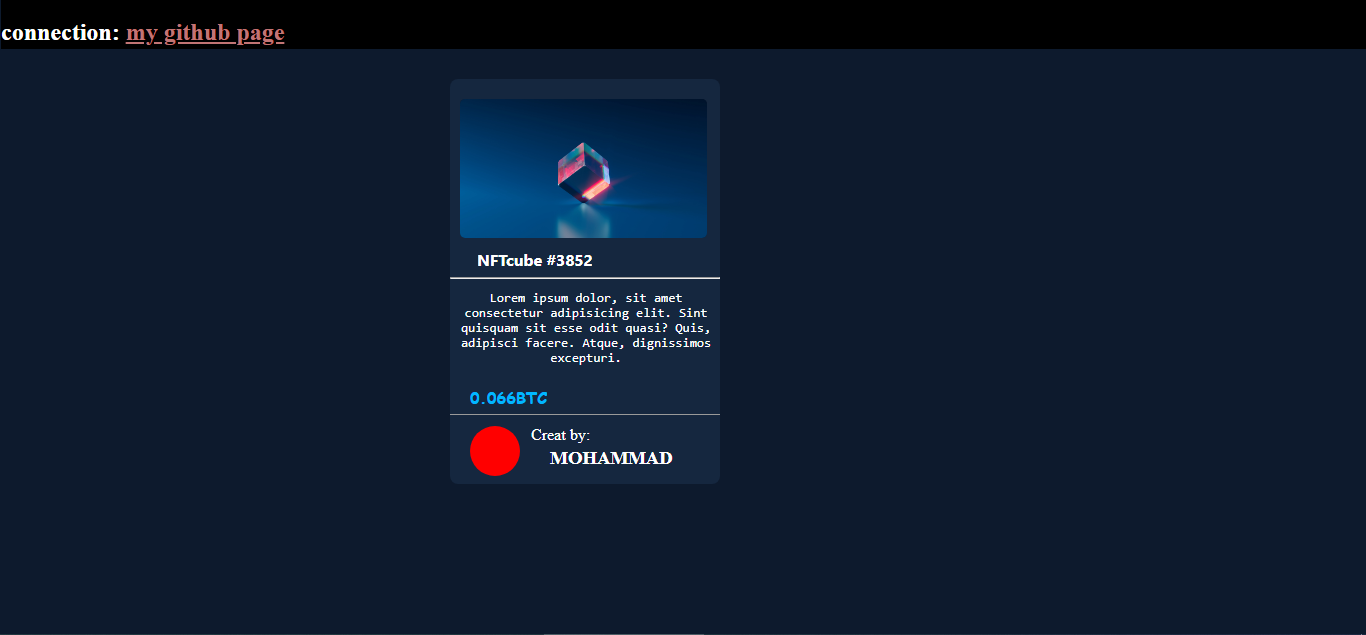 connection: my github page
NFTcube #3852
Lorem ipsum dolor, sit amet
consectetur adipisicing elit. Sint
quisquam sit esse odit quasi? Quis,
adipisci facere. Atque, dignissimos
excepturi.
0.066BTC
Creat by:
MOHAMMAD